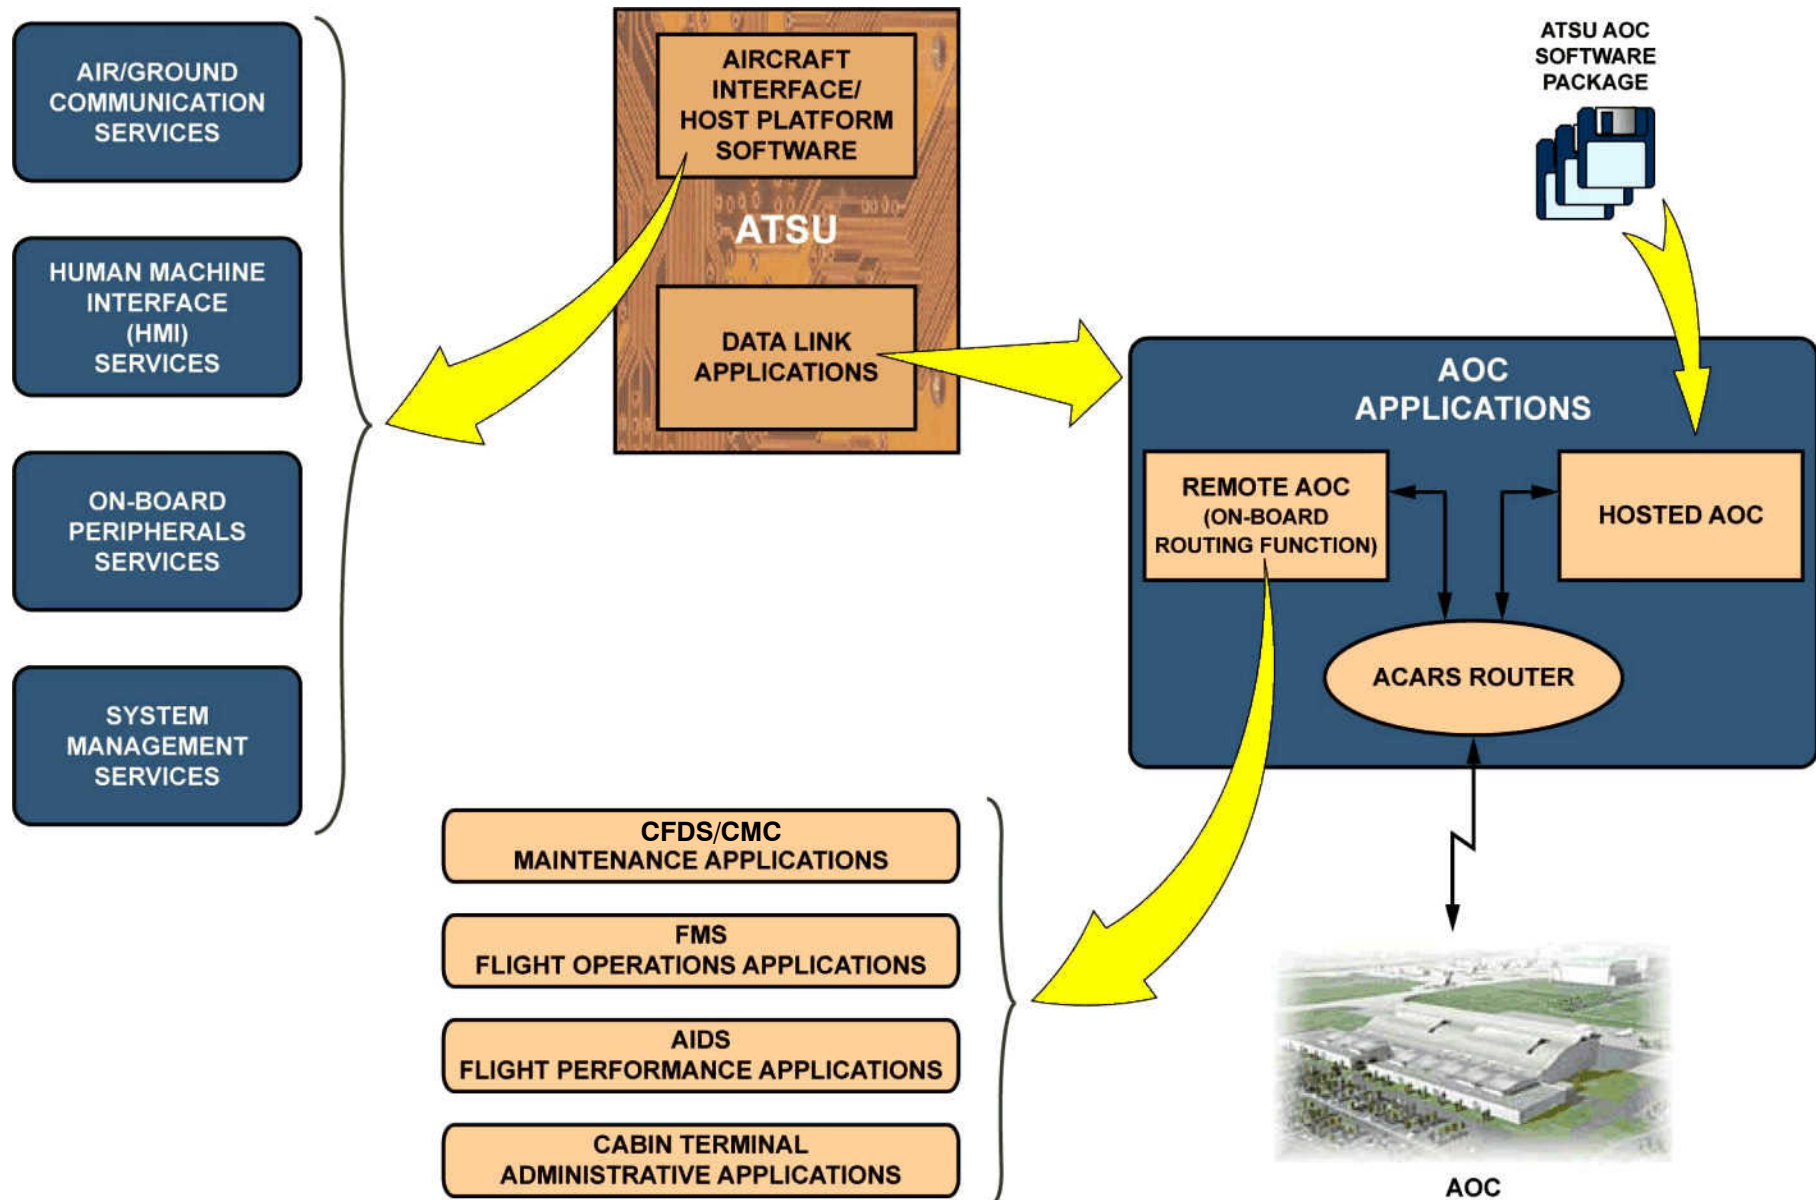 AIR/GROUND
COMMUNICATION
SERVICES
HUMAN MACHINE
INTERFACE
(HMI)
SERVICES
ON-BOARD
PERIPHERALS
SERVICES
SYSTEM
MANAGEMENT
SERVICES
AIRCRAFT
INTERFACE/
HOST PLATFORM
SOFTWARE
ATSU
DATA LINK
APPLICATIONS
ATSU AOC
SOFTWARE
PACKAGE
AOC
APPLICATIONS
REMOTE AOC
(ON-BOARD
ROUTING FUNCTION)
HOSTED AOC
ACARS ROUTER
CFDS/CMC
MAINTENANCE APPLICATIONS
FMS
FLIGHT OPERATIONS APPLICATIONS
AIDS
FLIGHT PERFORMANCE APPLICATIONS
CABIN TERMINAL
ADMINISTRATIVE APPLICATIONS
AOC